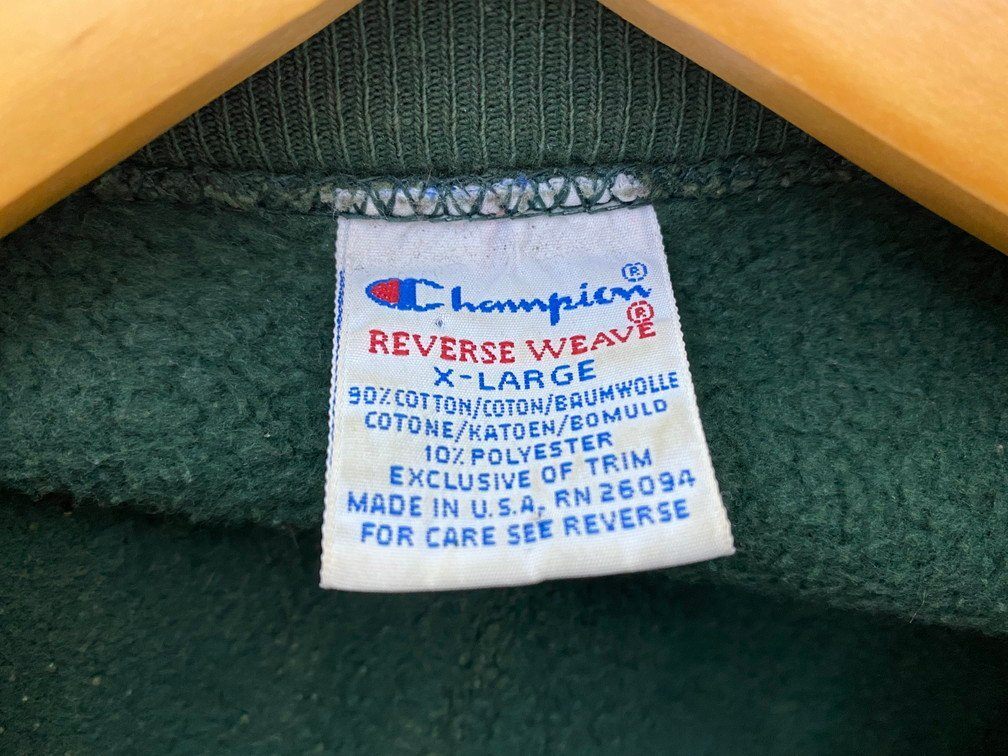 Champion®
REVERSE WEAVE®
X-LARGE
90% COTTON/COTON/BAUMWOLLE
COTONE/KATOEN/BOMULD
10% POLYESTER
EXCLUSIVE OF TRIM
MADE IN U.S.A. RN 26094
FOR CARE SEE REVERSE